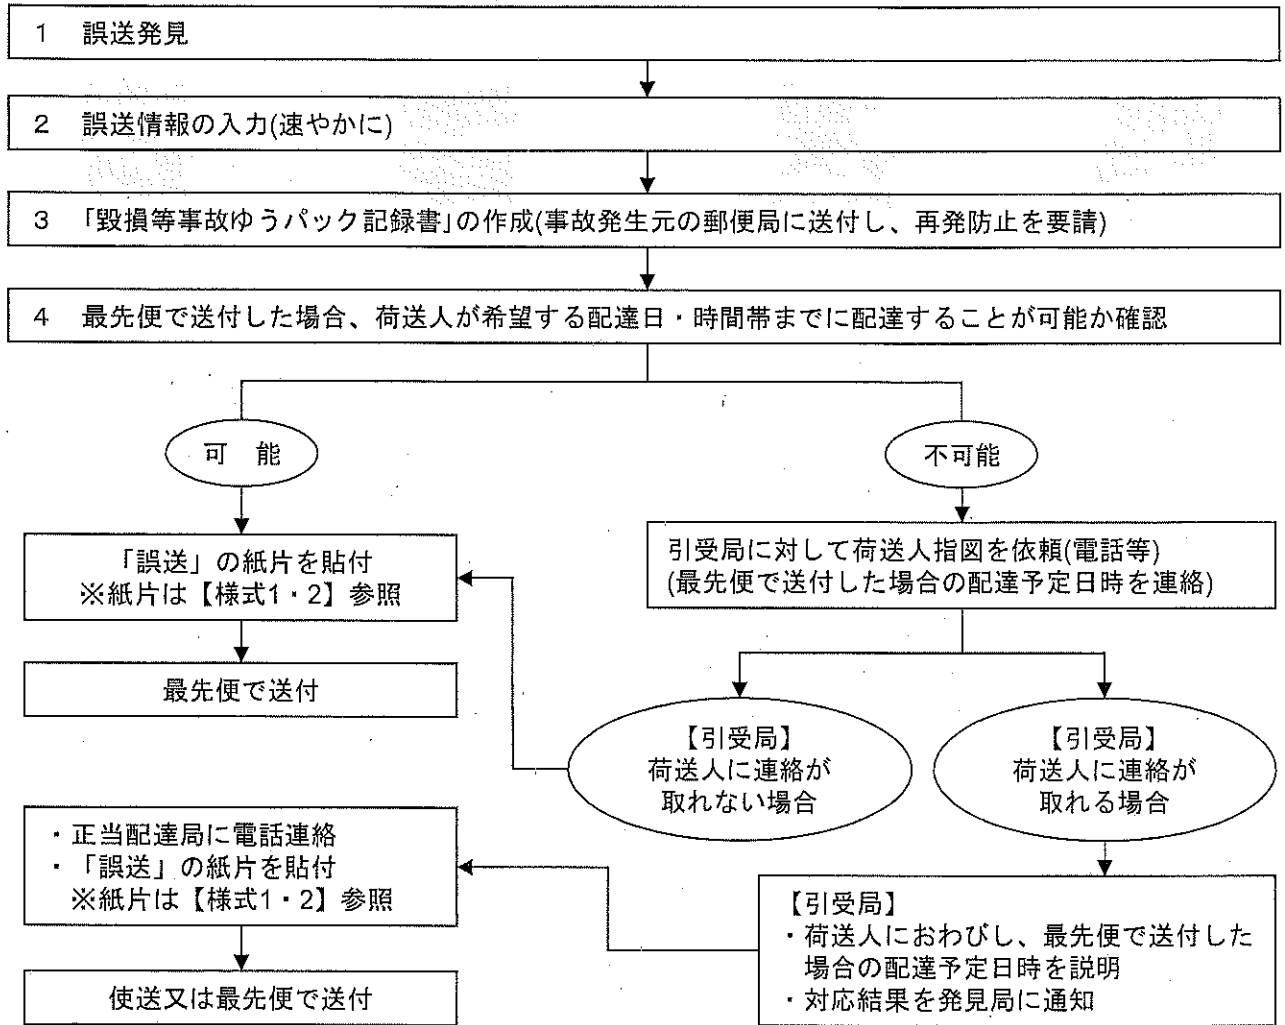 1 誤送発見
2 誤送情報の入力(速やかに)
3 「毀損等事故ゆうパック記録書」の作成(事故発生元の郵便局に送付し、再発防止を要請)
4 最先便で送付した場合、荷送人が希望する配達日・時間帯までに配達することが可能か確認
可 能
不可能
「誤送」の紙片を貼付
※紙片は【様式1・2】参照
最先便で送付
引受局に対して荷送人指図を依頼(電話等)
(最先便で送付した場合の配達予定日時を連絡)
【引受局】
荷送人に連絡が
取れない場合
【引受局】
荷送人に連絡が
取れる場合
・正当配達局に電話連絡
・「誤送」の紙片を貼付
※紙片は【様式1・2】参照
使送又は最先便で送付
【引受局】
・荷送人におわびし、最先便で送付した
場合の配達予定日時を説明
・対応結果を発見局に通知